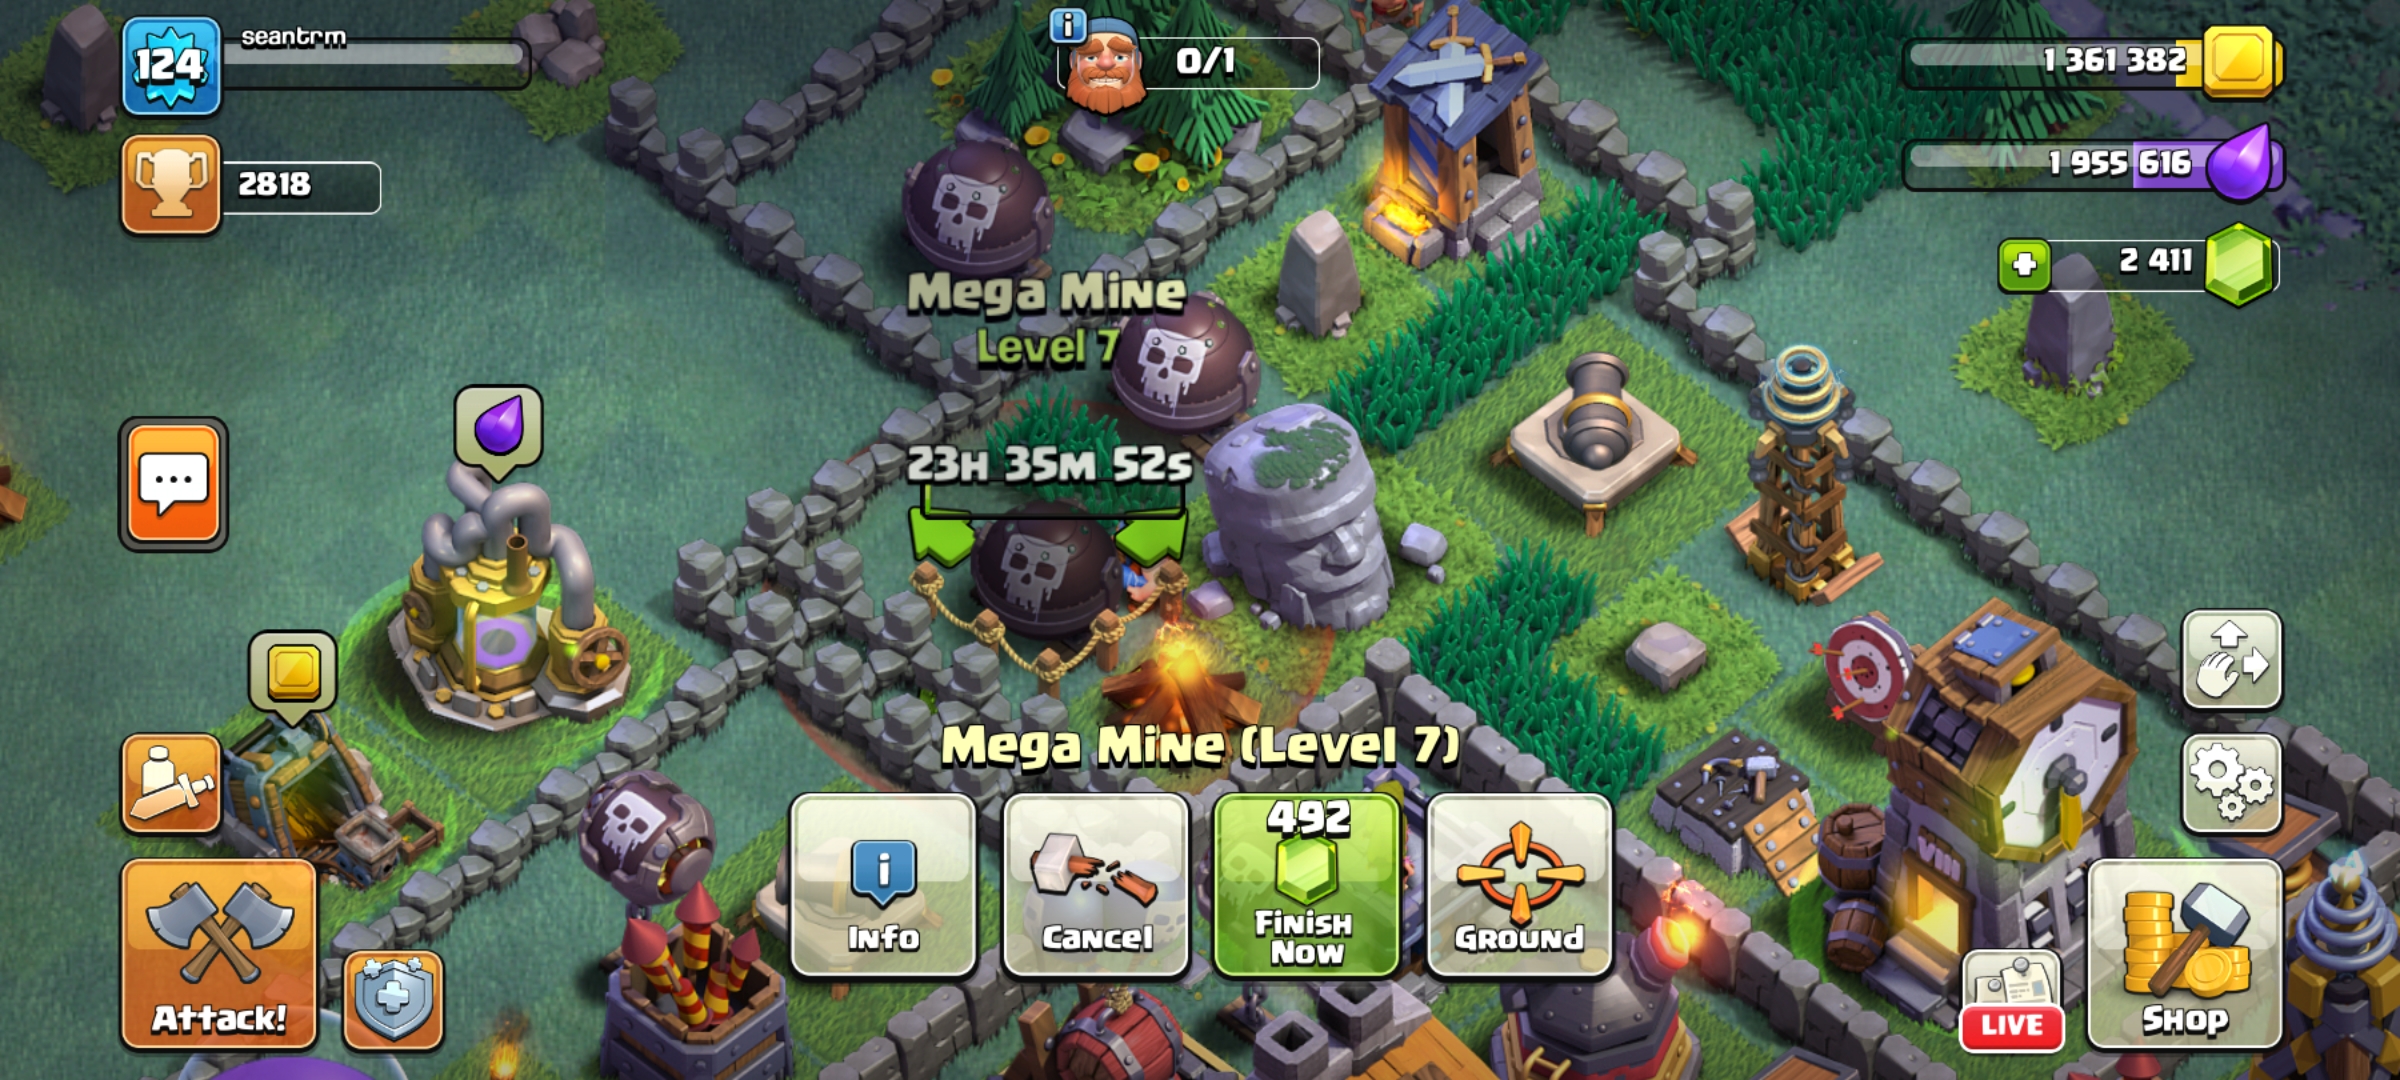 124
seantrm
2818
0/1
1 361 382
1 955 616
2 411
Mega Mine
Level 7
23H 35M 52S
Mega Mine (Level 7)
Info
Cancel
492
Finish
Now
Ground
Attack!
VIII
LIVE
Shop